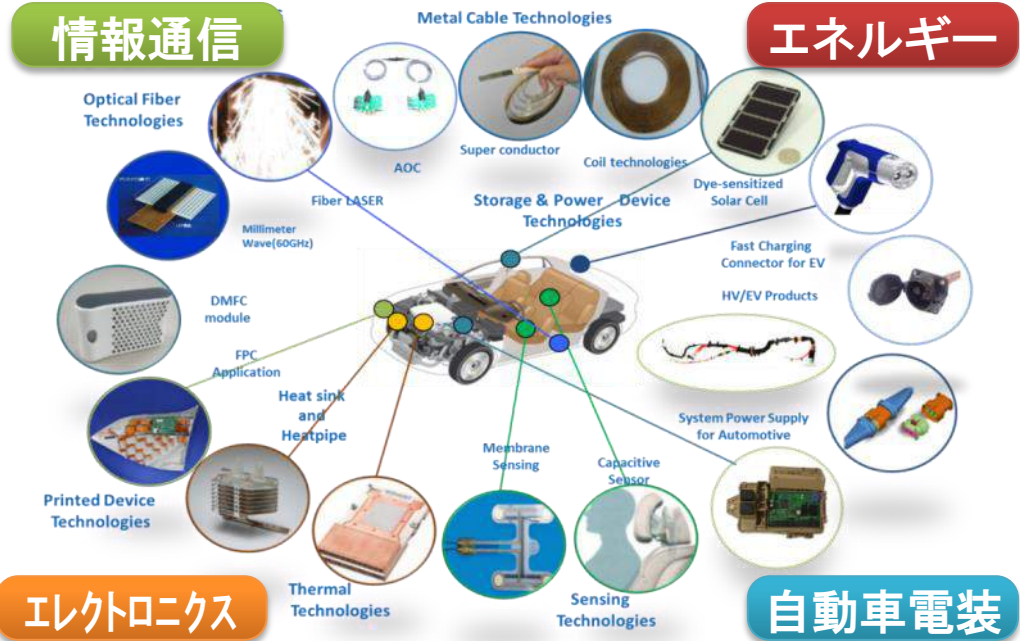 情報通信
Metal Cable Technologies
エネルギー
Optical Fiber
Technologies
AOC
Super conductor
Coil technologies
Dye-sensitized
Solar Cell
Fiber LASER
Storage & Power Device
Technologies
Millimeter
Wave(60GHz)
Fast Charging
Connector for EV
HV/EV Products
DMFC
module
FPC
Application
Heat sink
and
Heatpipe
System Power Supply
for Automotive
Membrane
Sensing
Capacitive
Sensor
Printed Device
Technologies
Thermal
Technologies
Sensing
Technologies
エレクトロニクス
自動車電装